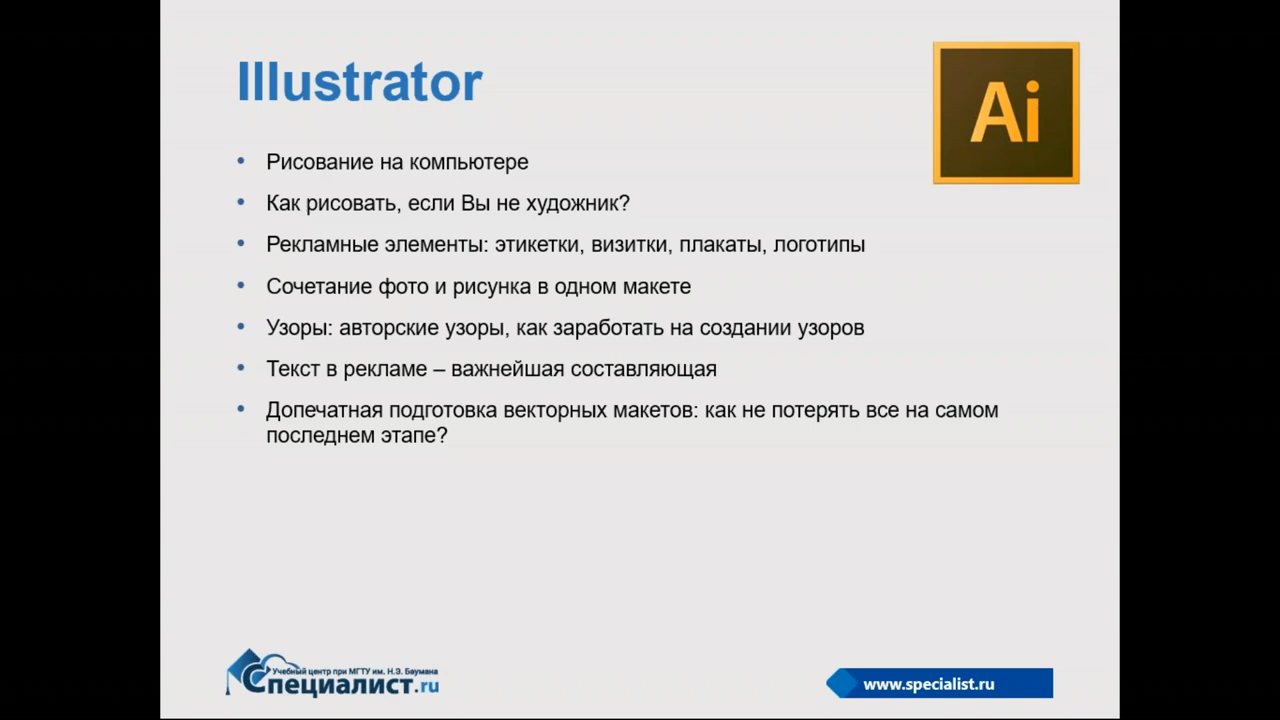 Illustrator
Ai
• Рисование на компьютере
• Как рисовать, если Вы не художник?
• Рекламные элементы: этикетки, визитки, плакаты, логотипы
• Сочетание фото и рисунка в одном макете
• Узоры: авторские узоры, как заработать на создании узоров
• Текст в рекламе – важнейшая составляющая
• Допечатная подготовка векторных макетов: как не потерять все на самом
последнем этапе?
Учебный центр при МГТУ им. Н.Э. Баумана
Специалист.ru
www.specialist.ru